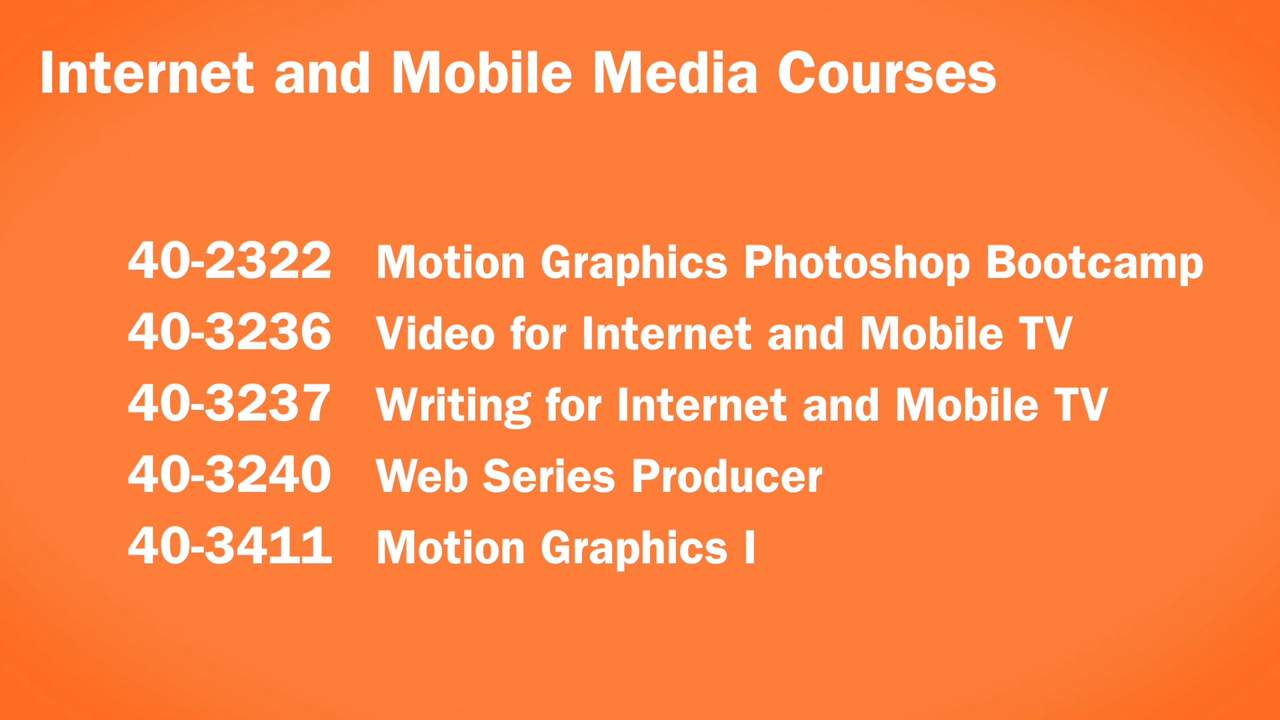 Internet and Mobile Media Courses
40-2322 Motion Graphics Photoshop Bootcamp
40-3236 Video for Internet and Mobile TV
40-3237 Writing for Internet and Mobile TV
40-3240 Web Series Producer
40-3411 Motion Graphics I